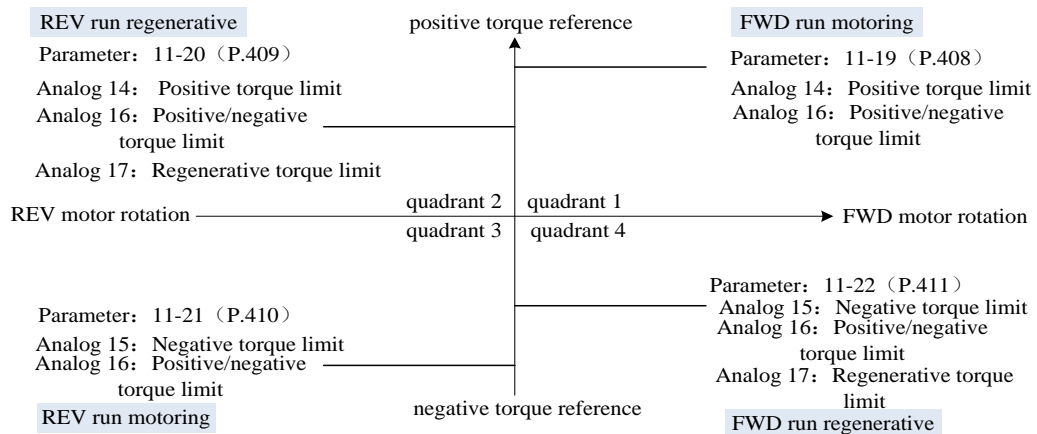 REV run regenerative
positive torque reference
FWD run motoring
Parameter：11-20（P.409）
Analog 14： Positive torque limit
Analog 16：Positive/negative
torque limit
Analog 17：Regenerative torque limit
Parameter：11-19（P.408）
Analog 14：Positive torque limit
Analog 16：Positive/negative
torque limit
quadrant 2
quadrant 1
REV motor rotation
FWD motor rotation
quadrant 3
quadrant 4
Parameter：11-21（P.410）
Analog 15：Negative torque limit
Analog 16：Positive/negative
torque limit
REV run motoring
negative torque reference
Parameter：11-22（P.411）
Analog 15：Negative torque limit
Analog 16：Positive/negative
torque limit
Analog 17：Regenerative torque
limit
FWD run regenerative